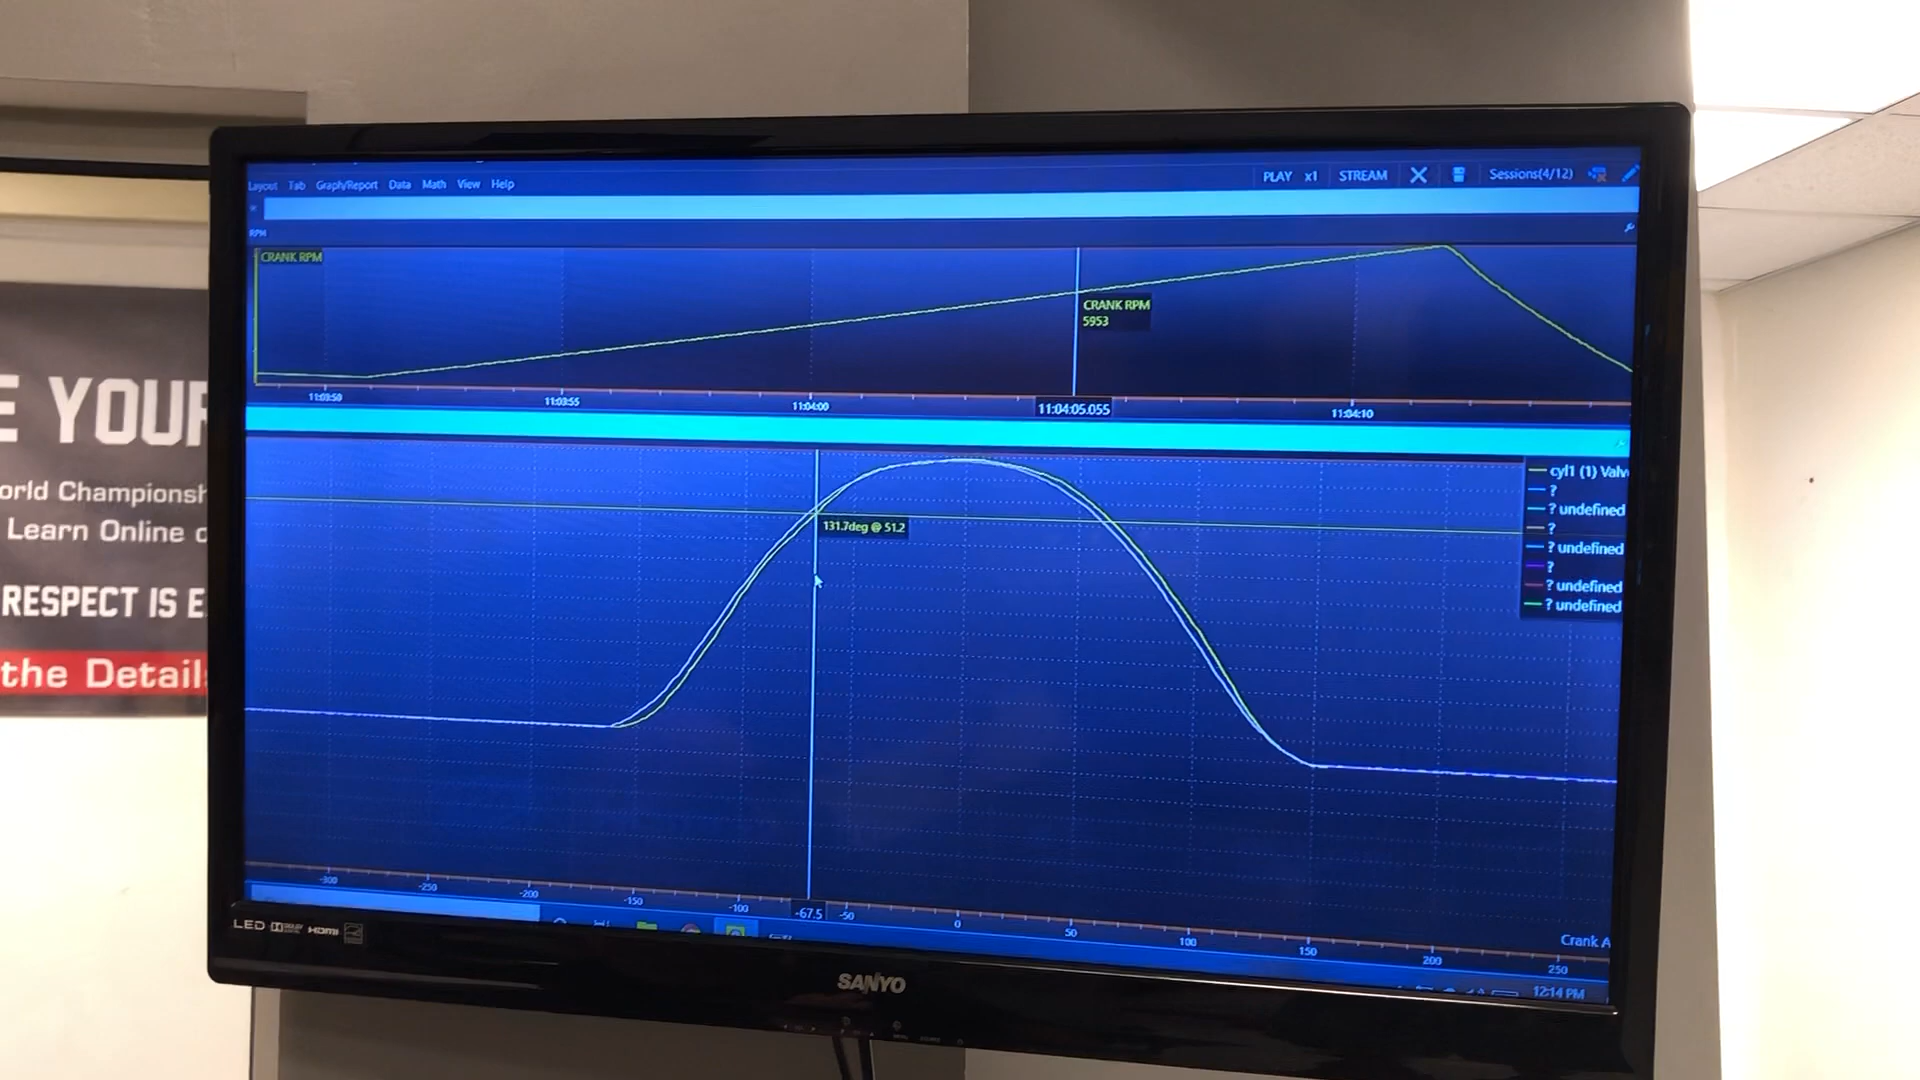 Layout Tab Graph/Report Data Math View Help
PLAY x1 STREAM Sessions(4/12)
RPM
CRANK RPM
CRANK RPM
5953
11:03:50 11:03:55 11:04:00 11:04:05.055 11:04:10
cyl1 (1) Valv
?
? undefined
?
? undefined
?
? undefined
? undefined
131.7deg @ 51.2
-300 -250 -200 -150 -100 -67.5 -50 0 50 100 150 200 250
Crank A
12:14 PM
LED HDMI
SANYO
E YOUR
orld Championsh
Learn Online o
RESPECT IS E
the Details